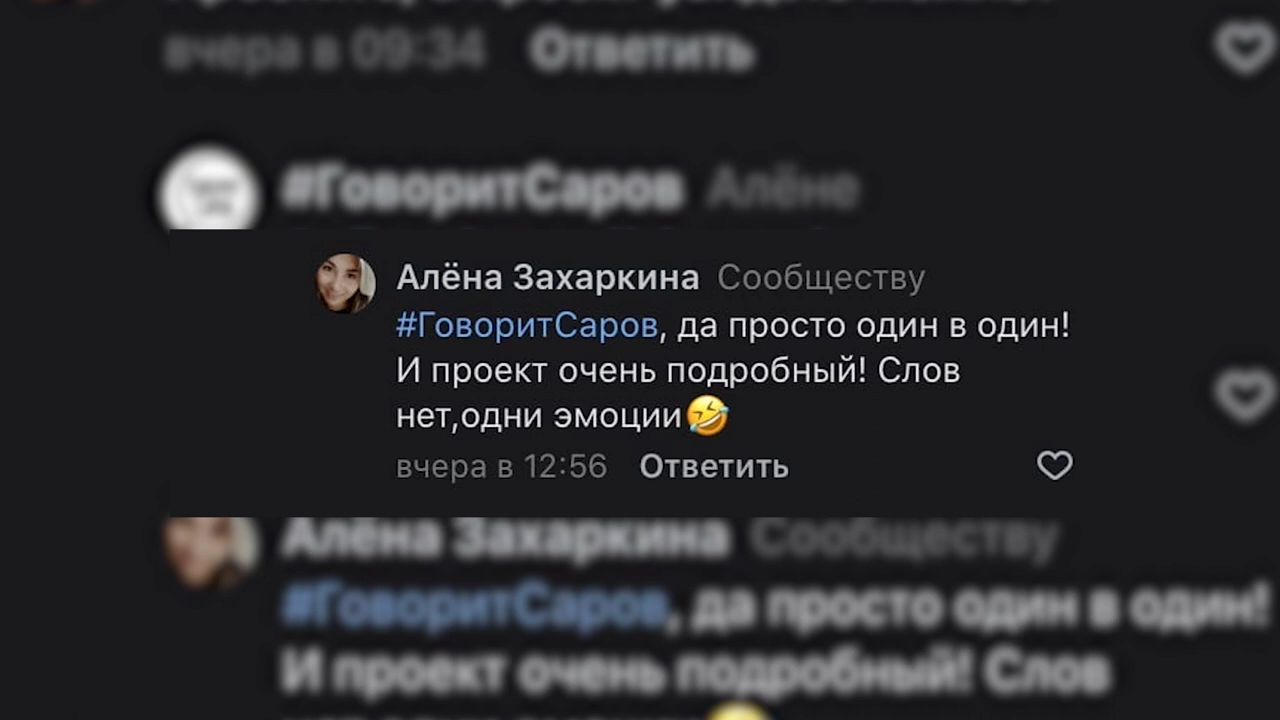 вчера в 09:34 Ответить
#ГоворитСаров Алёне
Алёна Захаркина Сообществу
#ГоворитСаров, да просто один в один!
И проект очень подробный! Слов
нет,одни эмоции🤣
вчера в 12:56 Ответить
Алёна Захаркина Сообществу
#ГоворитСаров, да просто один в один!
И проект очень подробный! Слов